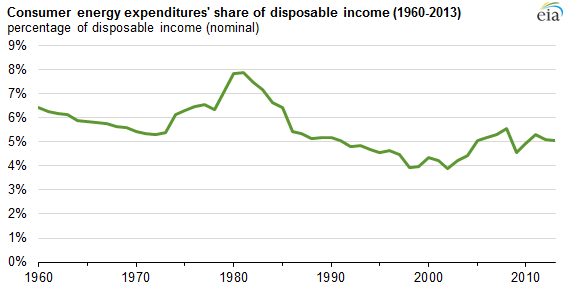 Consumer energy expenditures' share of disposable income (1960-2013)
percentage of disposable income (nominal)
eia
9%
8%
7%
6%
5%
4%
3%
2%
1%
0%
1960 1970 1980 1990 2000 2010